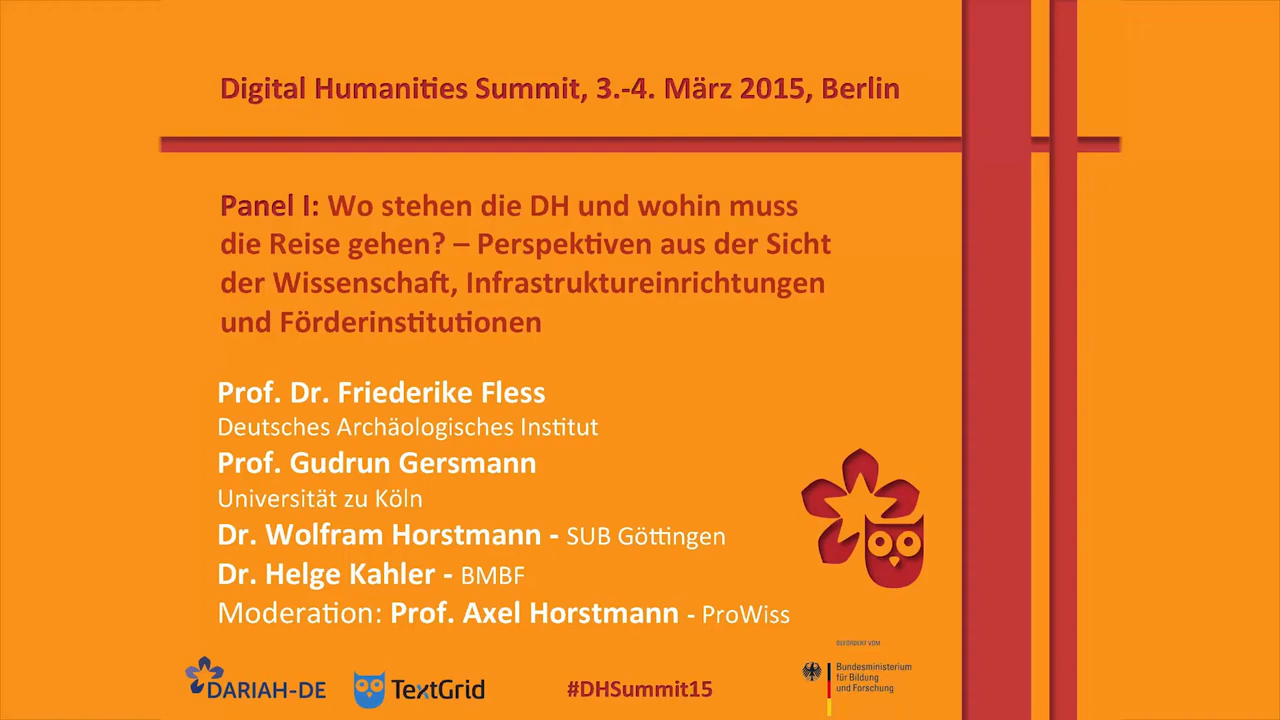 Digital Humanities Summit, 3.-4. März 2015, Berlin
Panel I: Wo stehen die DH und wohin muss
die Reise gehen? – Perspektiven aus der Sicht
der Wissenschaft, Infrastruktureinrichtungen
und Förderinstitutionen
Prof. Dr. Friederike Fless
Deutsches Archäologisches Institut
Prof. Gudrun Gersmann
Universität zu Köln
Dr. Wolfram Horstmann - SUB Göttingen
Dr. Helge Kahler - BMBF
Moderation: Prof. Axel Horstmann - ProWiss
GEFÖRDERT VOM
DARIAH-DE
TextGrid
#DHSummit15
Bundesministerium
für Bildung
und Forschung